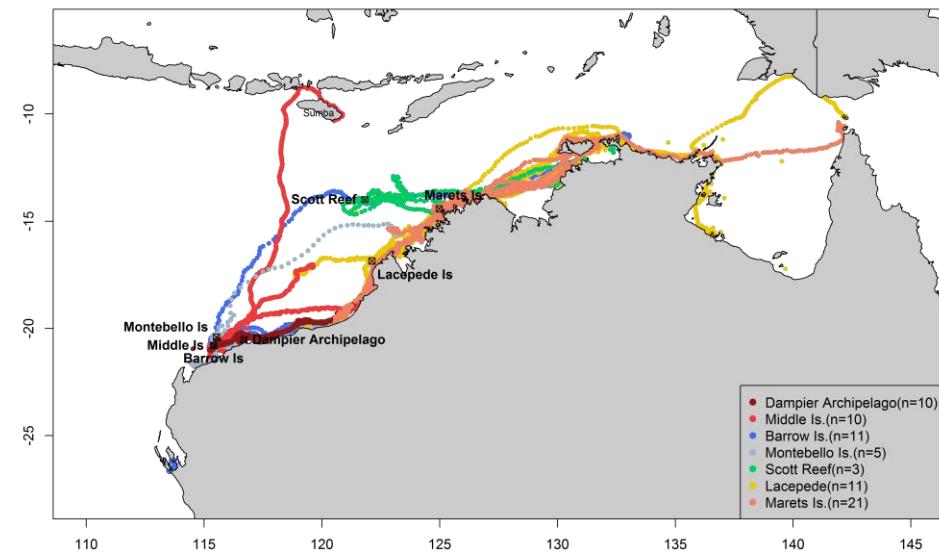 -10
-15
-20
-25
Sumba
Scott Reef
Marets Is
Lacepede Is
Montebello Is
Middle Is
Dampier Archipelago
Barrow Is
Dampier Archipelago(n=10)
Middle Is.(n=10)
Barrow Is.(n=11)
Montebello Is.(n=5)
Scott Reef(n=3)
Lacepede(n=11)
Marets Is.(n=21)
110 115 120 125 130 135 140 145